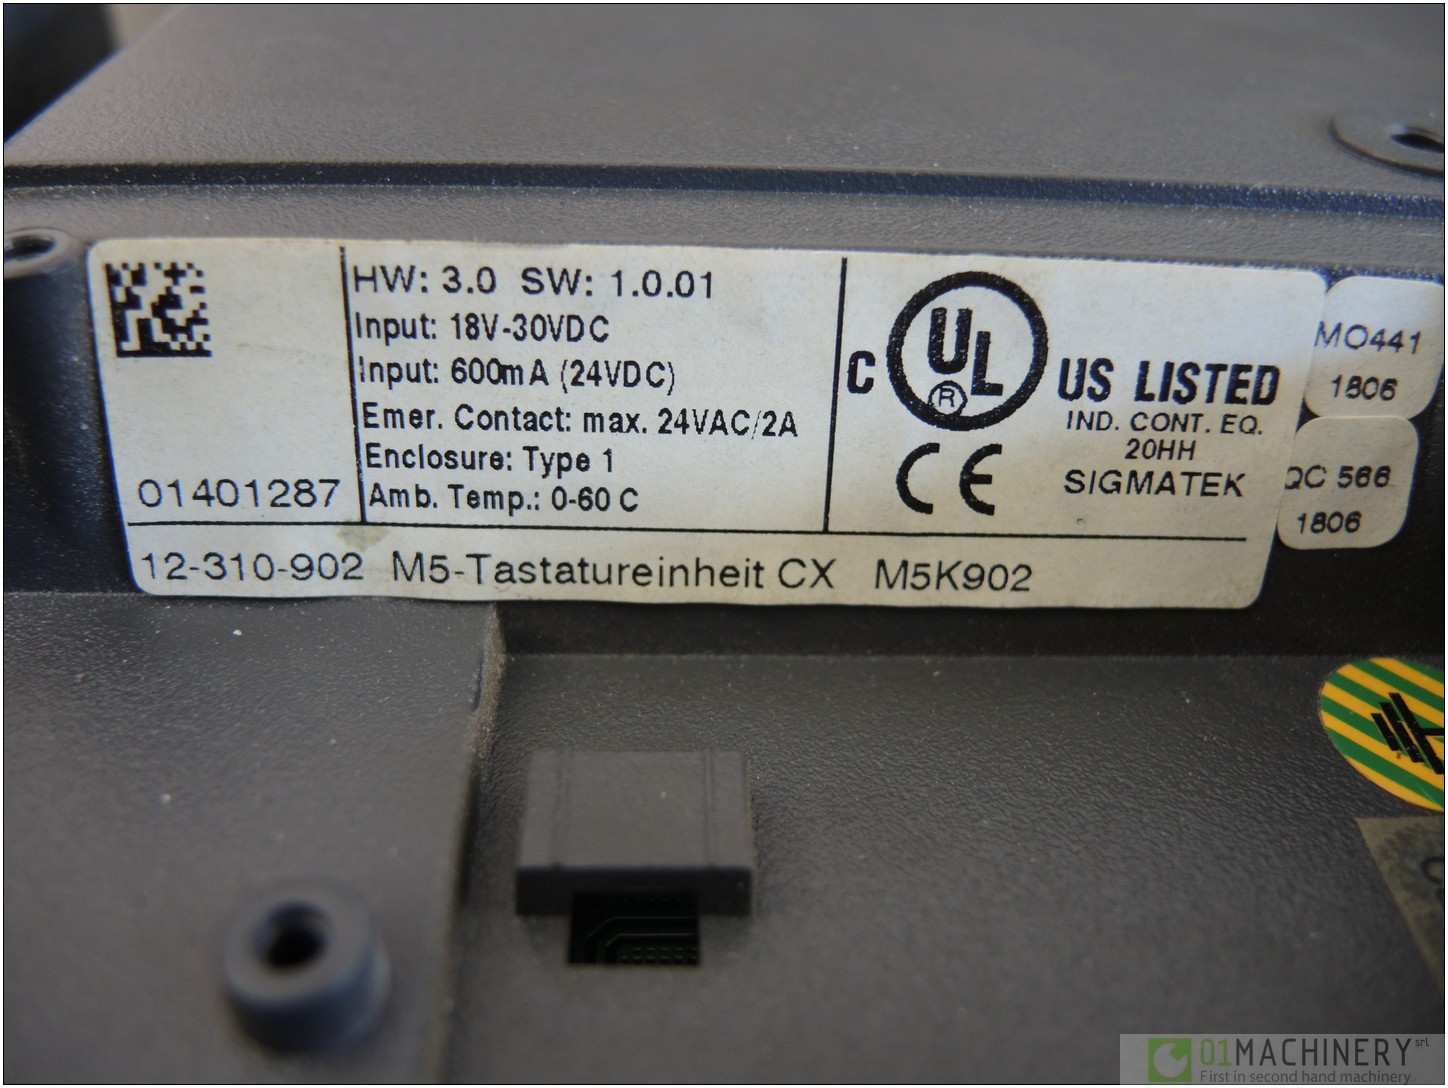 HW: 3.0 SW: 1.0.01
Input: 18V-30VDC
Input: 600mA (24VDC)
Emer. Contact: max. 24VAC/2A
Enclosure: Type 1
Amb. Temp.: 0-60 C
01401287
C UL ® US LISTED
IND. CONT. EQ.
20HH
CE SIGMATEK
MO441
1806
QC 566
1806
12-310-902 M5-Tastatureinheit CX M5K902
01MACHINERY srl
First in second hand machinery